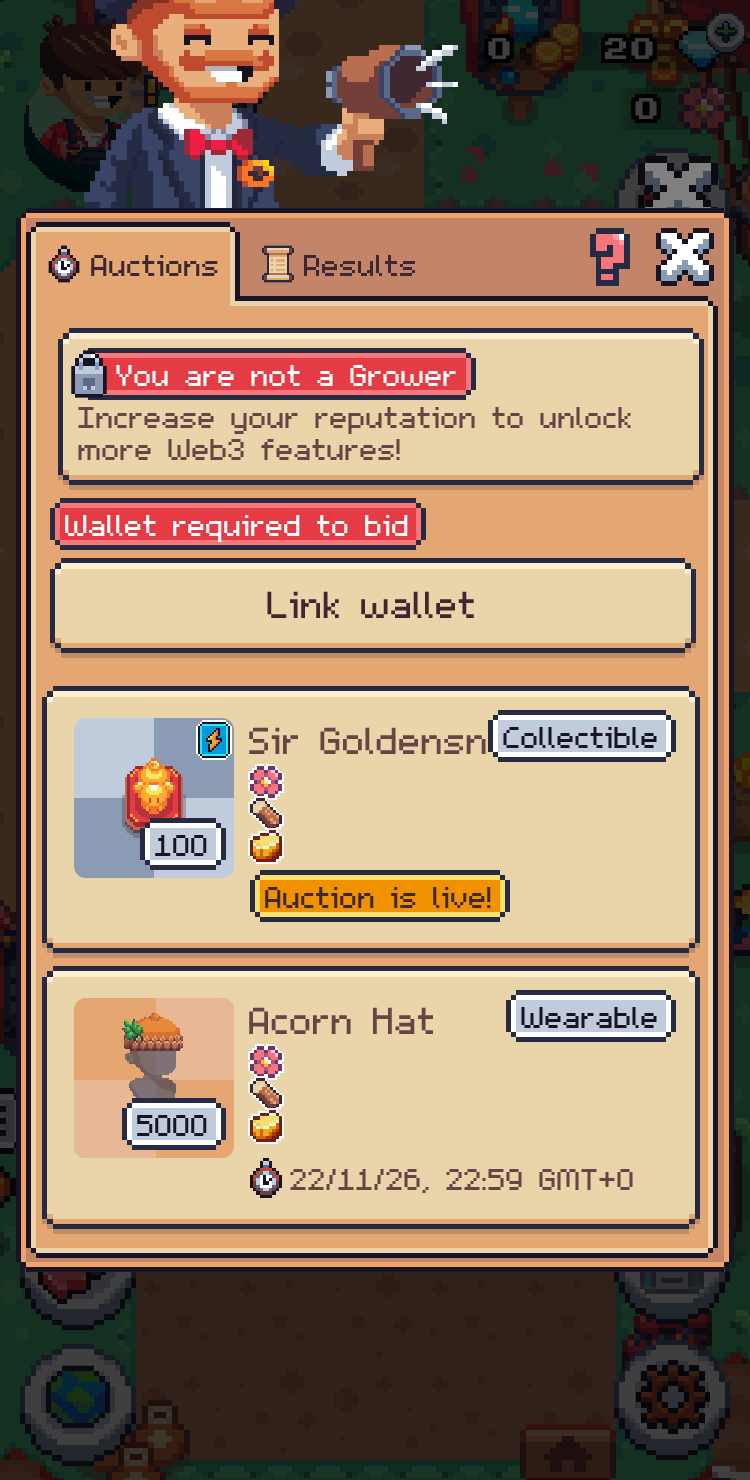 0
20
0
Auctions
Results
You are not a Grower
Increase your reputation to unlock
more Web3 features!
Wallet required to bid
Link wallet
Sir Goldensn
Collectible
100
Auction is live!
Acorn Hat
Wearable
5000
22/11/26, 22:59 GMT+0